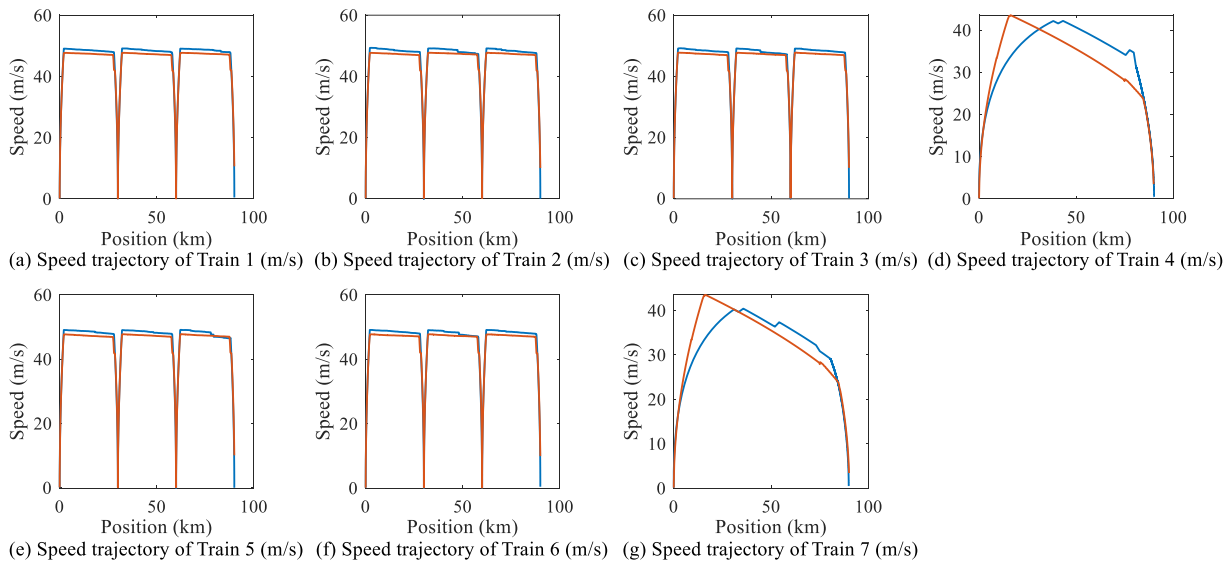 60
40
20
0
Speed (m/s)
0 50 100
Position (km)
(a) Speed trajectory of Train 1 (m/s)
60
40
20
0
Speed (m/s)
0 50 100
Position (km)
(b) Speed trajectory of Train 2 (m/s)
60
40
20
0
Speed (m/s)
0 50 100
Position (km)
(c) Speed trajectory of Train 3 (m/s)
40
30
20
10
0
Speed (m/s)
0 50 100
Position (km)
(d) Speed trajectory of Train 4 (m/s)
60
40
20
0
Speed (m/s)
0 50 100
Position (km)
(e) Speed trajectory of Train 5 (m/s)
60
40
20
0
Speed (m/s)
0 50 100
Position (km)
(f) Speed trajectory of Train 6 (m/s)
40
30
20
10
0
Speed (m/s)
0 50 100
Position (km)
(g) Speed trajectory of Train 7 (m/s)